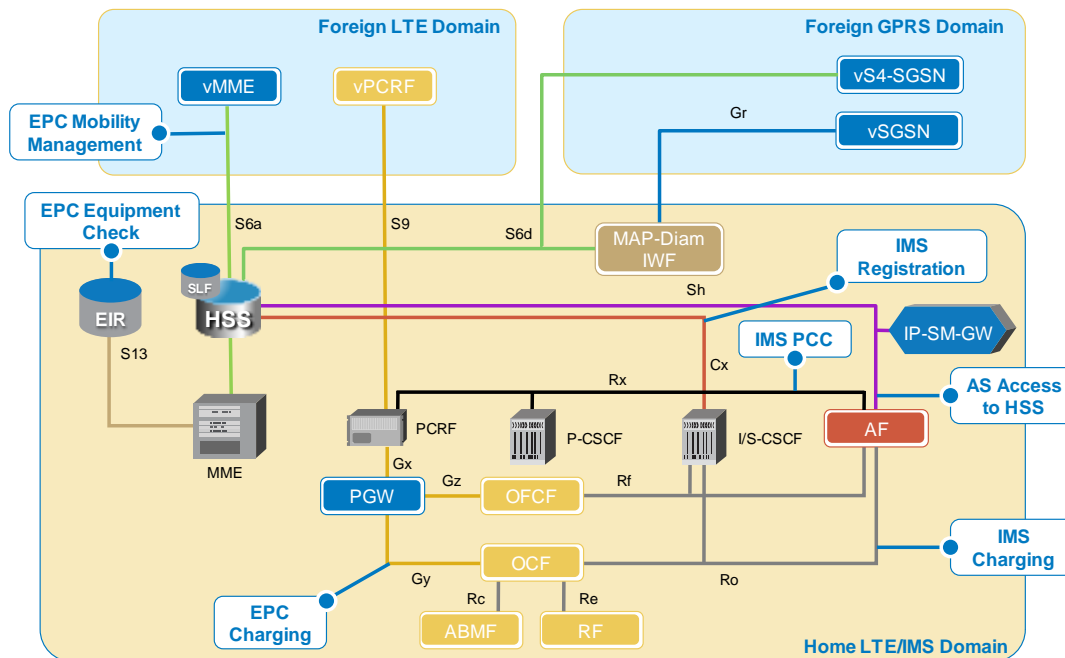 Foreign LTE Domain
Foreign GPRS Domain
vMME
vPCRF
vS4-SGSN
EPC Mobility
Management
Gr
vSGSN
EPC Equipment
Check
S6a
S9
S6d
MAP-Diam
IWF
IMS
Registration
SLF
HSS
Sh
EIR
IP-SM-GW
S13
IMS PCC
Cx
Rx
AS Access
to HSS
PCRF
P-CSCF
I/S-CSCF
AF
MME
Gx
PGW
Gz
OFCF
Rf
IMS
Charging
OCF
Gy
Ro
Rc
Re
EPC
Charging
ABMF
RF
Home LTE/IMS Domain